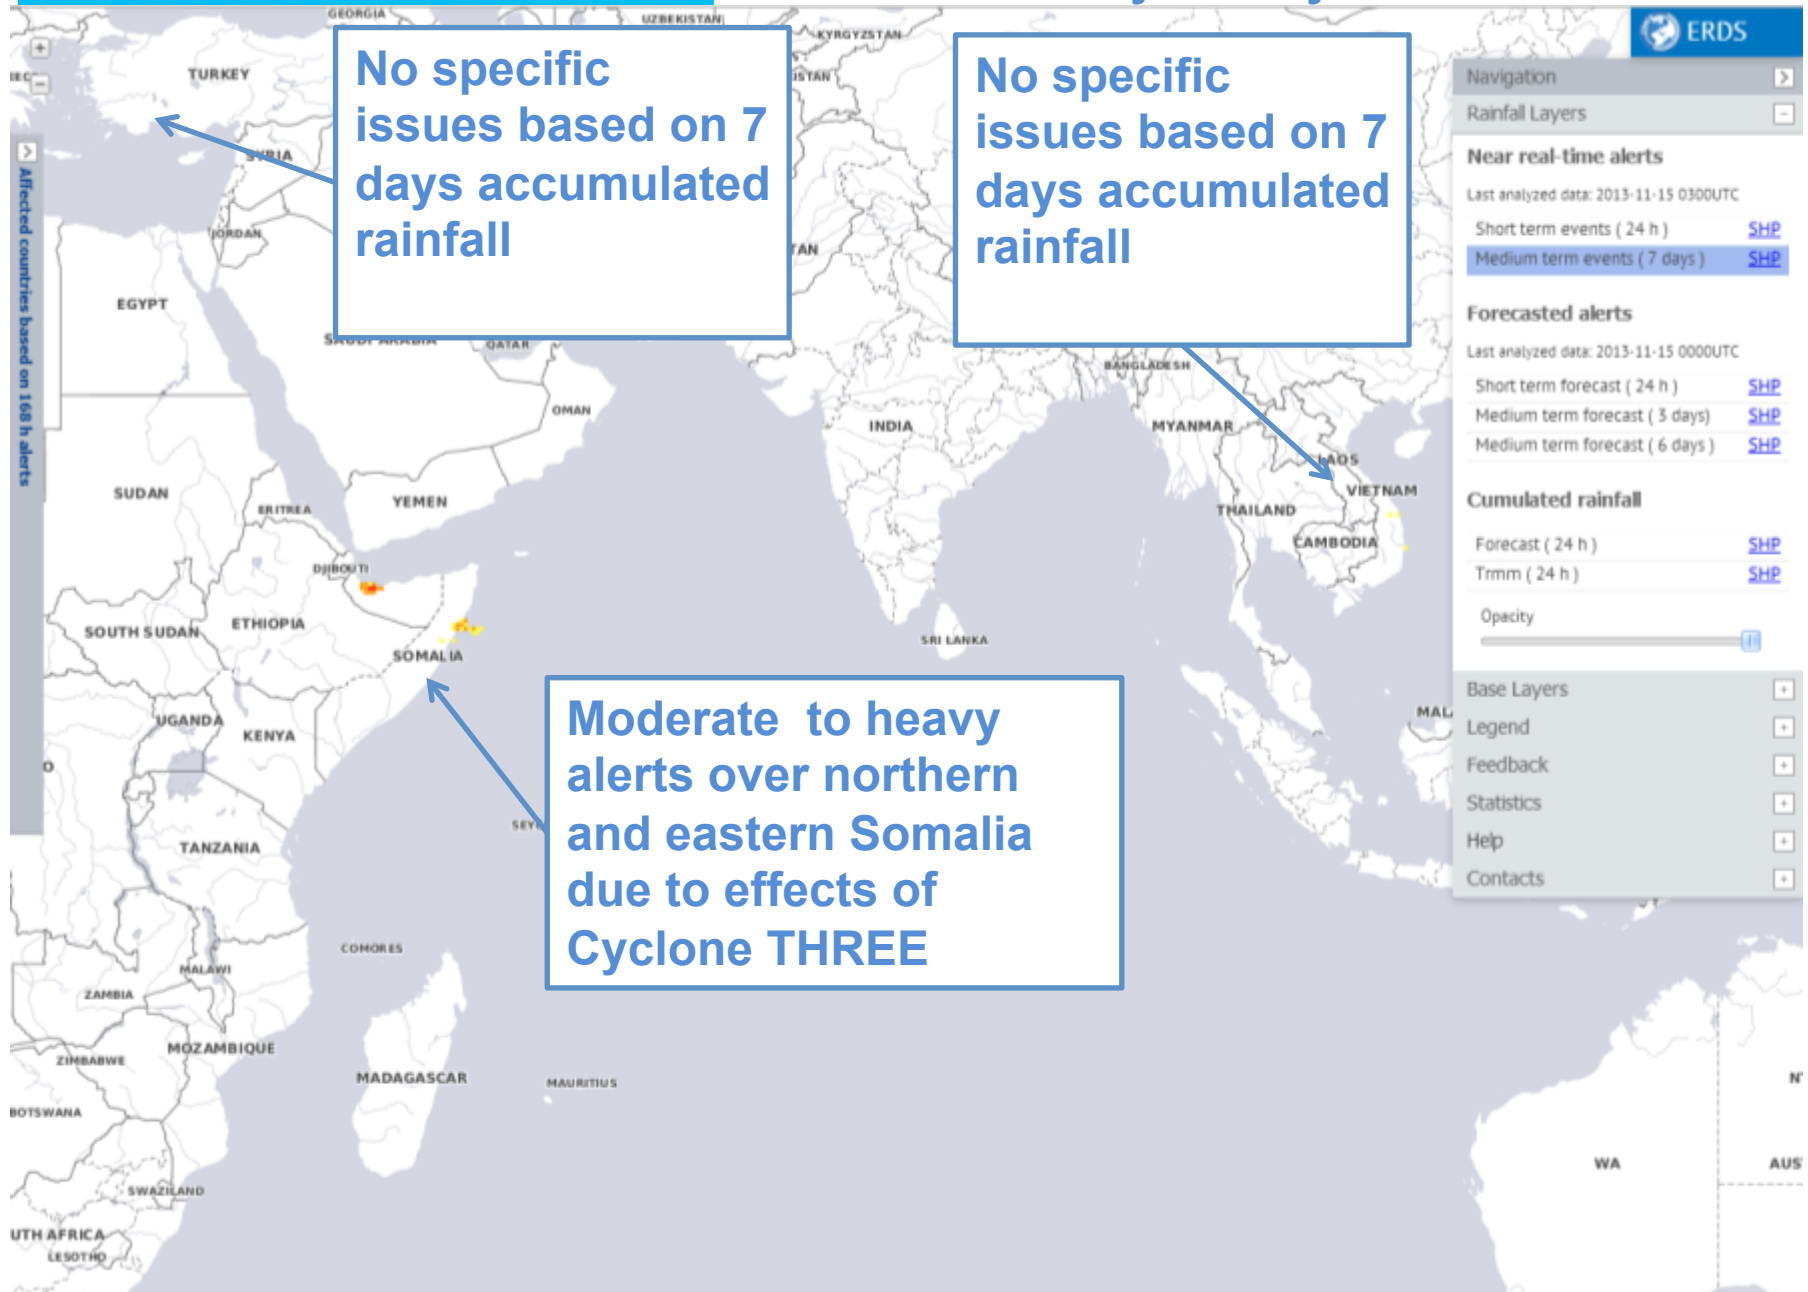 GEORGIA
UZBEKISTAN
KYRGYZSTAN
TURKEY
SYRIA
JORDAN
EGYPT
QATAR
OMAN
SUDAN
ERITREA
YEMEN
DJIBOUTI
SOUTH SUDAN
ETHIOPIA
SOMALIA
UGANDA
KENYA
TANZANIA
COMORES
MALAWI
ZAMBIA
ZIMBABWE
MOZAMBIQUE
MADAGASCAR
MAURITIUS
BOTSWANA
SWAZILAND
UTH AFRICA
LESOTHO
INDIA
SRI LANKA
BANGLADESH
MYANMAR
LAOS
VIETNAM
THAILAND
CAMBODIA
WA
AUS
No specific
issues based on 7
days accumulated
rainfall
No specific
issues based on 7
days accumulated
rainfall
Moderate to heavy
alerts over northern
and eastern Somalia
due to effects of
Cyclone THREE
Affected countries based on 168 h alerts
ERDS
Navigation
Rainfall Layers
Near real-time alerts
Last analyzed data: 2013-11-15 0300UTC
Short term events ( 24 h ) SHP
Medium term events ( 7 days ) SHP
Forecasted alerts
Last analyzed data: 2013-11-15 0000UTC
Short term forecast ( 24 h ) SHP
Medium term forecast ( 3 days) SHP
Medium term forecast ( 6 days ) SHP
Cumulated rainfall
Forecast ( 24 h ) SHP
Trmm ( 24 h ) SHP
Opacity
Base Layers
Legend
Feedback
Statistics
Help
Contacts